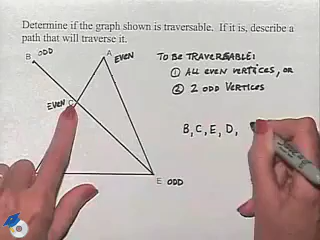 Determine if the graph shown is traversable. If it is, describe a
path that will traverse it.
B ODD
A
EVEN
TO BE TRAVERSABLE:
① ALL EVEN VERTICES, OR
② 2 ODD VERTICES
EVEN C
B, C, E, D,
E ODD